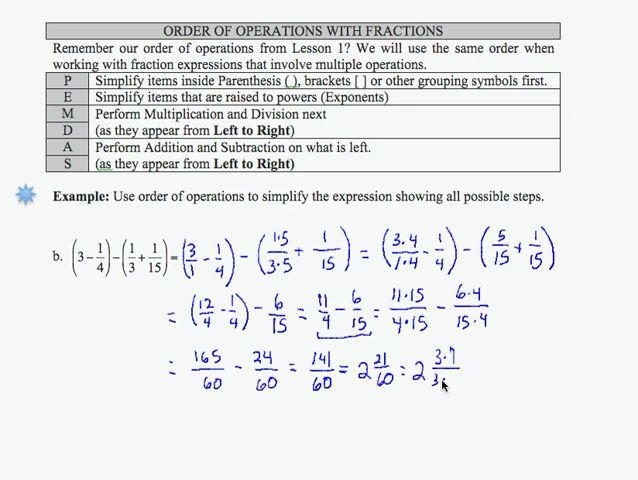 ORDER OF OPERATIONS WITH FRACTIONS
Remember our order of operations from Lesson 1? We will use the same order when
working with fraction expressions that involve multiple operations.
P Simplify items inside Parenthesis ( ), brackets [ ] or other grouping symbols first.
E Simplify items that are raised to powers (Exponents)
M Perform Multiplication and Division next
D (as they appear from Left to Right)
A Perform Addition and Subtraction on what is left.
S (as they appear from Left to Right)
Example: Use order of operations to simplify the expression showing all possible steps.
b. (3 - 1/4) - (1/3 + 1/15) = (3/1 - 1/4) - (1·5/3·5 + 1/15) = (3·4/1·4 - 1/4) - (5/15 + 1/15)
= (12/4 - 1/4) - 6/15 = 11/4 - 6/15 = 11·15/4·15 - 6·4/15·4
= 165/60 - 24/60 = 141/60 = 2 21/60 = 2 3·7/3·